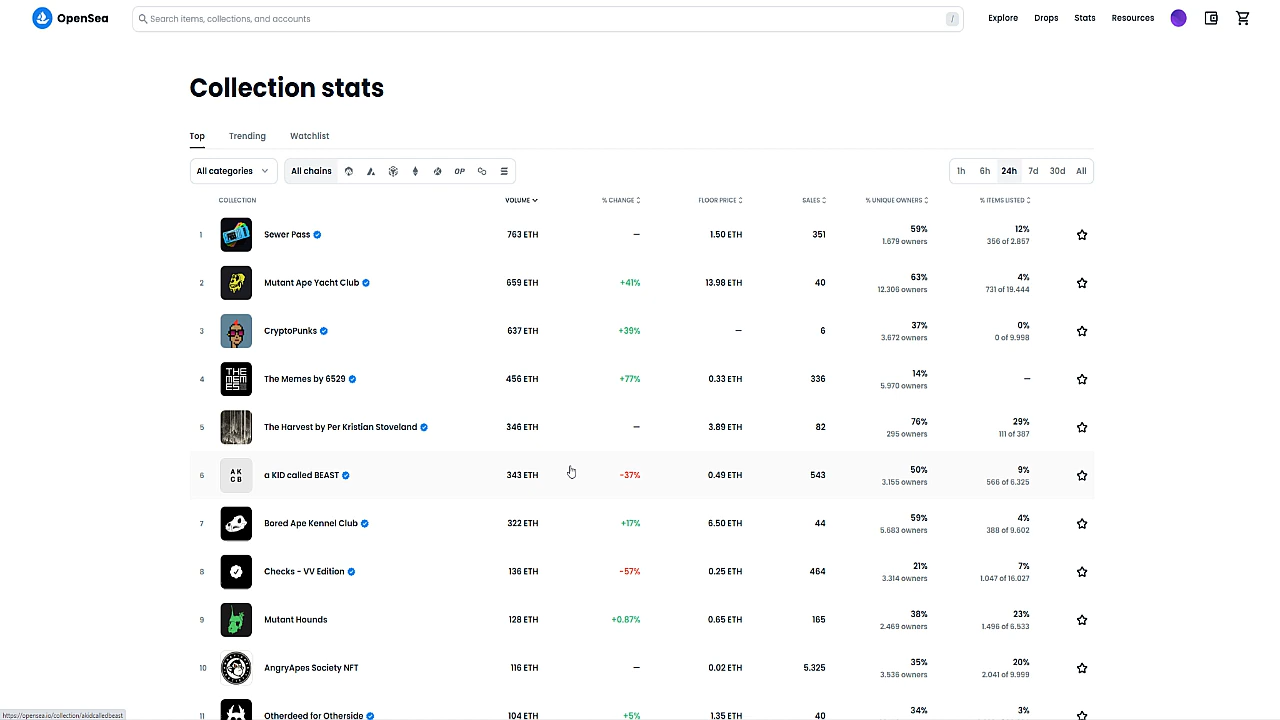 OpenSea
Search items, collections, and accounts
/
Explore Drops Stats Resources
Collection stats
Top Trending Watchlist
All categories All chains OP 1h 6h 24h 7d 30d All
COLLECTION VOLUME % CHANGE FLOOR PRICE SALES % UNIQUE OWNERS % ITEMS LISTED
1 Sewer Pass 763 ETH — 1.50 ETH 351 59% 12%
1.679 owners 356 of 2.857
2 Mutant Ape Yacht Club 659 ETH +41% 13.98 ETH 40 63% 4%
12.306 owners 731 of 19.444
3 CryptoPunks 637 ETH +39% — 6 37% 0%
3.672 owners 0 of 9.998
THE MEMES
4 The Memes by 6529 456 ETH +77% 0.33 ETH 336 14% —
5.970 owners
5 The Harvest by Per Kristian Stoveland 346 ETH — 3.89 ETH 82 76% 29%
295 owners 111 of 387
AK
CB
6 a KID called BEAST 343 ETH -37% 0.49 ETH 543 50% 9%
3.155 owners 566 of 6.325
7 Bored Ape Kennel Club 322 ETH +17% 6.50 ETH 44 59% 4%
5.683 owners 388 of 9.602
8 Checks - VV Edition 136 ETH -57% 0.25 ETH 464 21% 7%
3.314 owners 1.047 of 16.027
9 Mutant Hounds 128 ETH +0.87% 0.65 ETH 165 38% 23%
2.469 owners 1.496 of 6.533
10 AngryApes Society NFT 116 ETH — 0.02 ETH 5.325 35% 20%
3.536 owners 2.041 of 9.999
11 Otherdeed for Otherside 104 ETH +5% 1.35 ETH 40 34% 3%
https://opensea.io/collection/akidcalledbeast